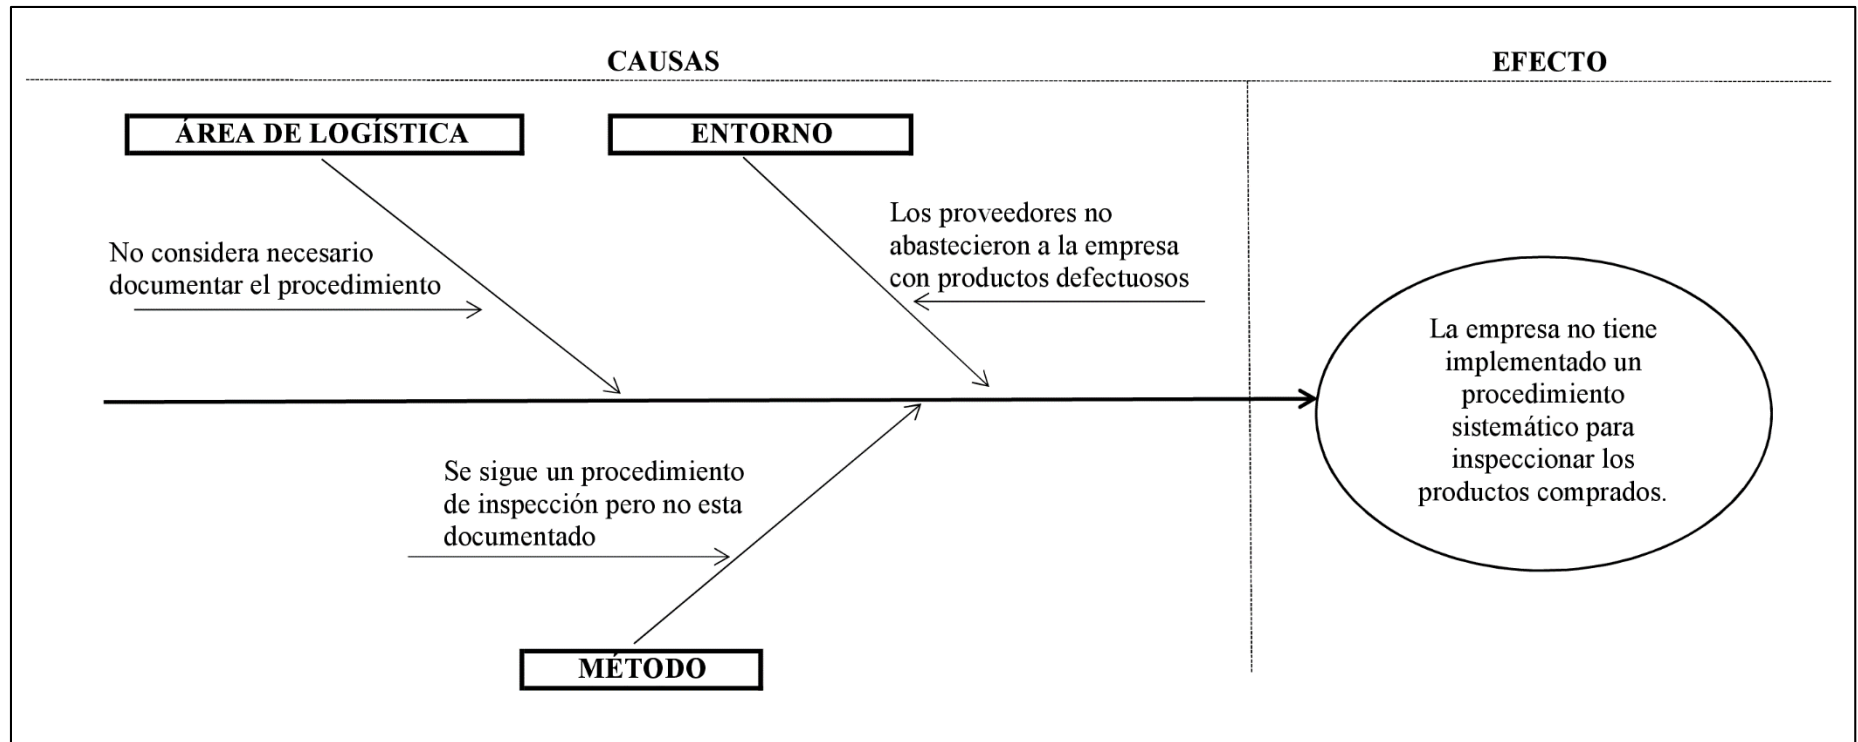 CAUSAS
EFECTO
ÁREA DE LOGÍSTICA
ENTORNO
No considera necesario
documentar el procedimiento
Los proveedores no
abastecieron a la empresa
con productos defectuosos
La empresa no tiene
implementado un
procedimiento
sistemático para
inspeccionar los
productos comprados.
Se sigue un procedimiento
de inspección pero no esta
documentado
MÉTODO